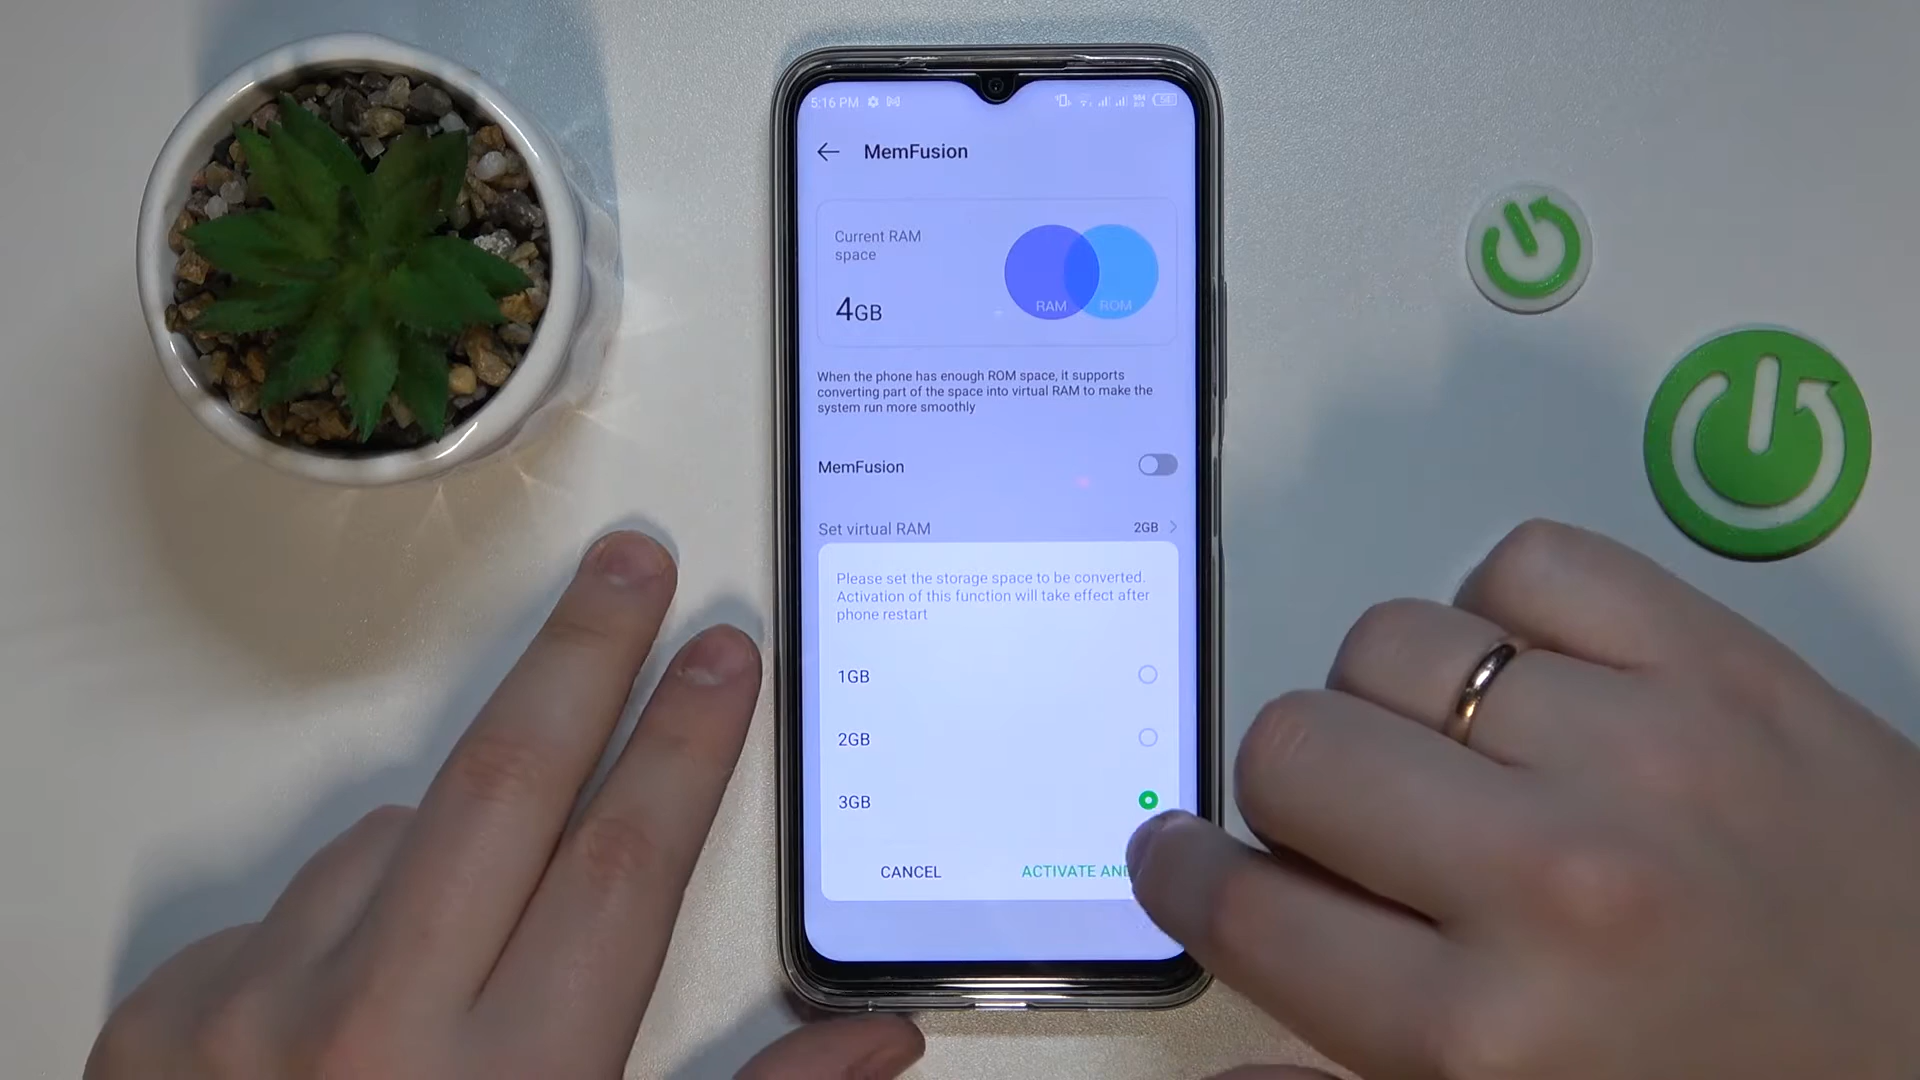 5:16 PM
MemFusion
Current RAM
space
4GB
RAM
ROM
When the phone has enough ROM space, it supports
converting part of the space into virtual RAM to make the
system run more smoothly
MemFusion
Set virtual RAM
2GB
Please set the storage space to be converted.
Activation of this function will take effect after
phone restart
1GB
2GB
3GB
CANCEL
ACTIVATE AN